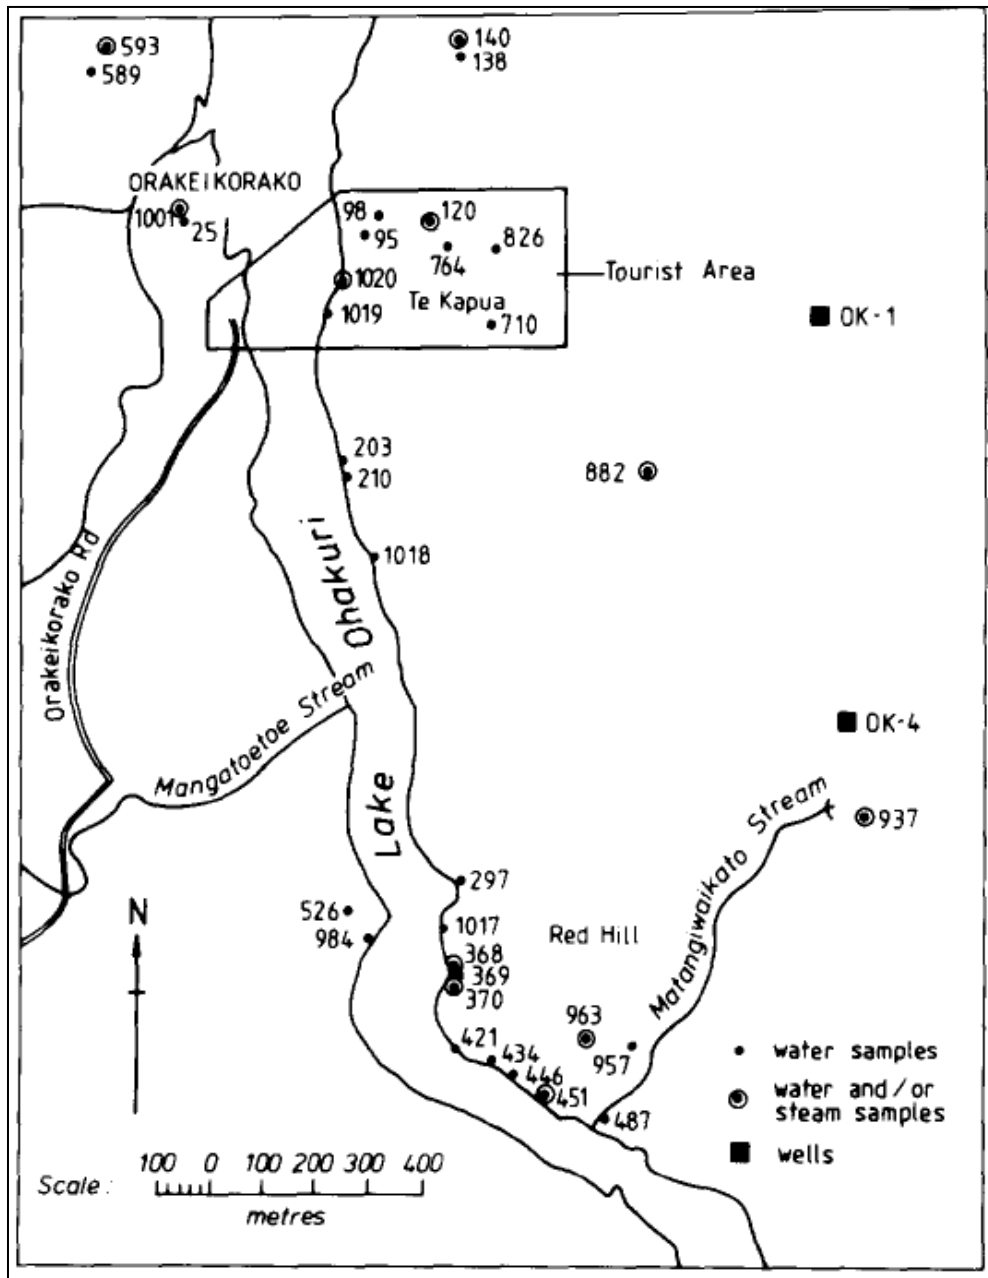 593
589
140
138
ORAKEIKORAKO
1001
25
98
120
95
826
764
1020
Te Kapua
Tourist Area
1019
710
OK-1
203
210
882
1018
Ohakuri
Orakeikorako Rd
Mangatoetoe Stream
OK-4
Lake
Matangiwaikato Stream
937
297
526
1017
984
Red Hill
368
369
370
N
963
421
434
957
446
451
487
water samples
water and/or
steam samples
wells
100 0 100 200 300 400
Scale :
metres